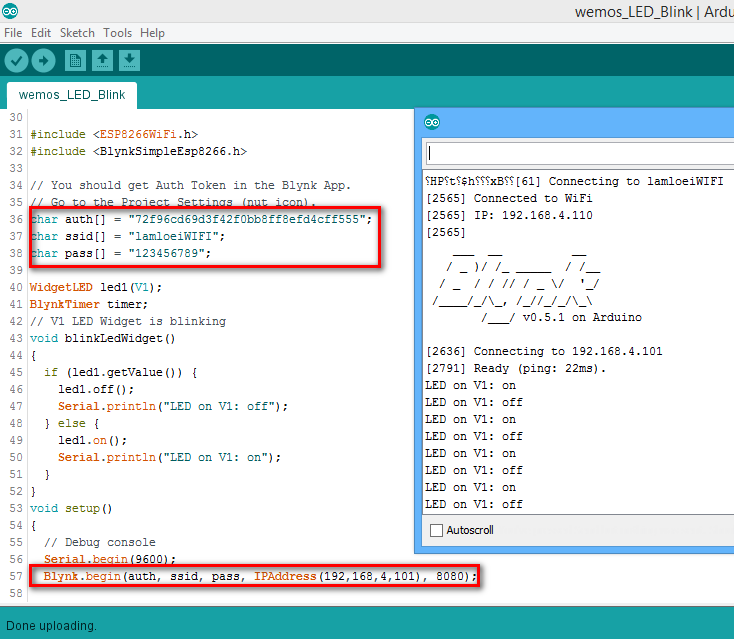 wemos_LED_Blink | Ardu
File Edit Sketch Tools Help
wemos_LED_Blink
30
31 #include <ESP8266WiFi.h>
32 #include <BlynkSimpleEsp8266.h>
33
34 // You should get Auth Token in the Blynk App.
35 // Go to the Project Settings (nut icon).
36 char auth[] = "72f96cd69d3f42f0bb8ff8efd4cff555";
37 char ssid[] = "lamloeiWIFI";
38 char pass[] = "123456789";
39
40 WidgetLED led1(V1);
41 BlynkTimer timer;
42 // V1 LED Widget is blinking
43 void blinkLedWidget()
44 {
45 if (led1.getValue()) {
46 led1.off();
47 Serial.println("LED on V1: off");
48 } else {
49 led1.on();
50 Serial.println("LED on V1: on");
51 }
52 }
53 void setup()
54 {
55 // Debug console
56 Serial.begin(9600);
57 Blynk.begin(auth, ssid, pass, IPAddress(192,168,4,101), 8080);
58
[61] Connecting to lamloeiWIFI
[2565] Connected to WiFi
[2565] IP: 192.168.4.110
[2565]
    ___  __          __
   / _ )/ /_ _____  / /__
  / _  / / // / _ \/  '_/
 /____/_/\_, /_//_/_/\_\
        /___/ v0.5.1 on Arduino
[2636] Connecting to 192.168.4.101
[2791] Ready (ping: 22ms).
LED on V1: on
LED on V1: off
LED on V1: on
LED on V1: off
LED on V1: on
LED on V1: off
LED on V1: on
LED on V1: off
Autoscroll
Done uploading.